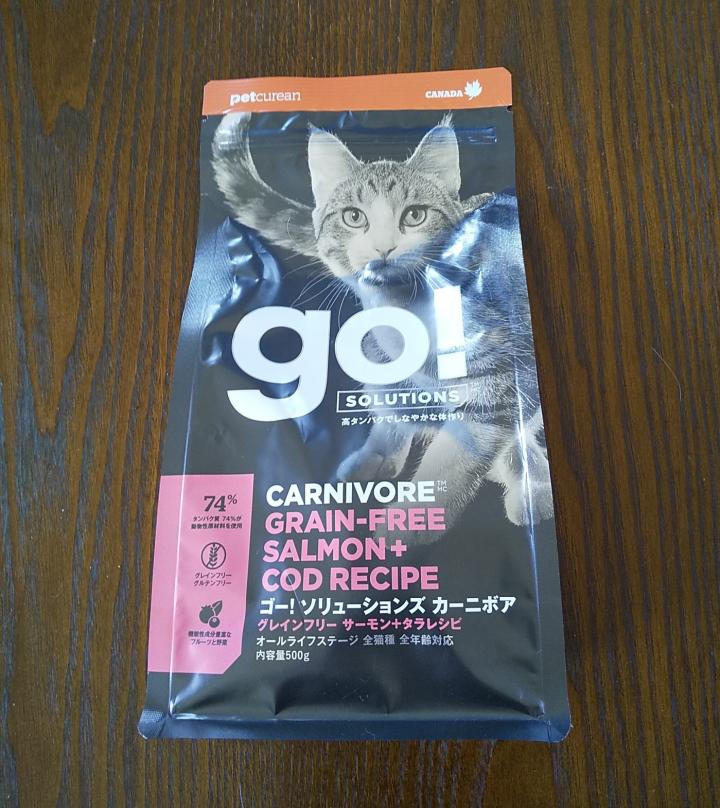 petcurean
CANADA
go!
SOLUTIONS™
高タンパクでしなやかな体作り
74%
タンパク質 74%が
動物性原材料を使用
グレインフリー
グルテンフリー
機能性成分豊富な
フルーツと野菜
CARNIVORE TM MC
GRAIN-FREE
SALMON+
COD RECIPE
ゴー! ソリューションズ カーニボア
グレインフリー サーモン+タラレシピ
オールライフステージ 全猫種 全年齢対応
内容量500g